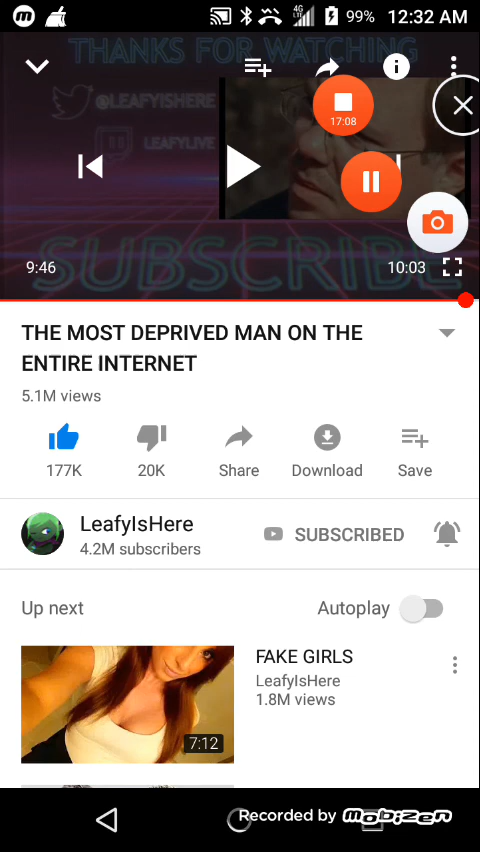 99% 12:32 AM
4G
LTE
THANKS FOR WATCHING
@LEAFYISHERE
17:08
LEAFYLIVE
SUBSCRIBE
9:46
10:03
THE MOST DEPRIVED MAN ON THE
ENTIRE INTERNET
5.1M views
177K 20K Share Download Save
LeafyIsHere
4.2M subscribers
SUBSCRIBED
Up next
Autoplay
FAKE GIRLS
LeafyIsHere
1.8M views
7:12
Recorded by Mobizen